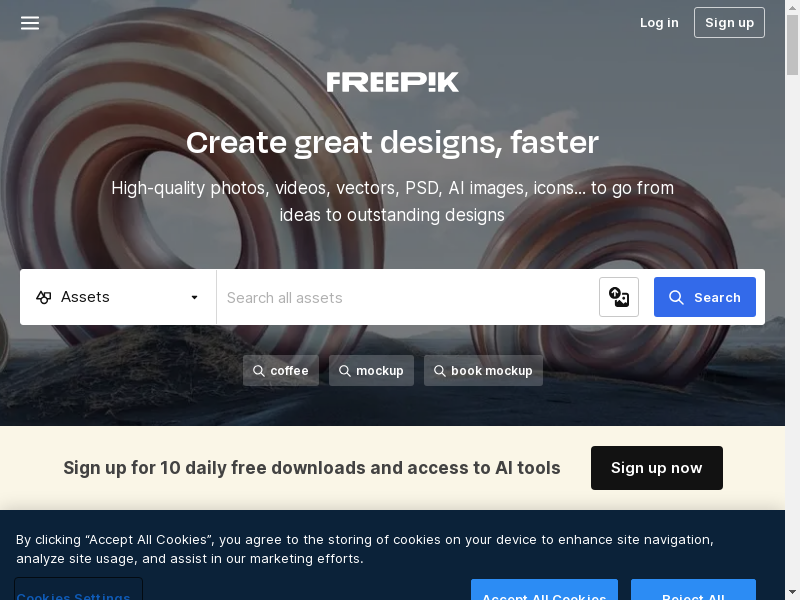 Log in
Sign up
FREEPIK
Create great designs, faster
High-quality photos, videos, vectors, PSD, AI images, icons... to go from
ideas to outstanding designs
Assets
Search all assets
Search
coffee
mockup
book mockup
Sign up for 10 daily free downloads and access to AI tools
Sign up now
By clicking “Accept All Cookies”, you agree to the storing of cookies on your device to enhance site navigation,
analyze site usage, and assist in our marketing efforts.
Cookies Settings
Accept All Cookies
Reject All